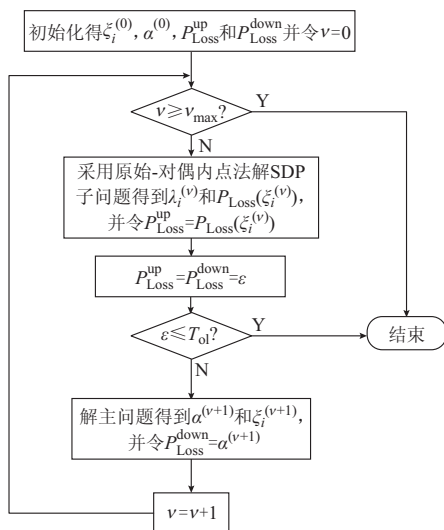 初始化得ξ_i^(0), α^(0), P_Loss^up和P_Loss^down并令ν=0
ν≥ν_max?
Y
N
采用原始-对偶内点法解SDP
子问题得到λ_i^(ν)和P_Loss(ξ_i^(ν)),
并令P_Loss^up=P_Loss(ξ_i^(ν))
P_Loss^up=P_Loss^down=ε
ε≤T_ol?
Y
结束
N
解主问题得到α^(ν+1)和ξ_i^(ν+1),
并令P_Loss^down=α^(ν+1)
ν=ν+1